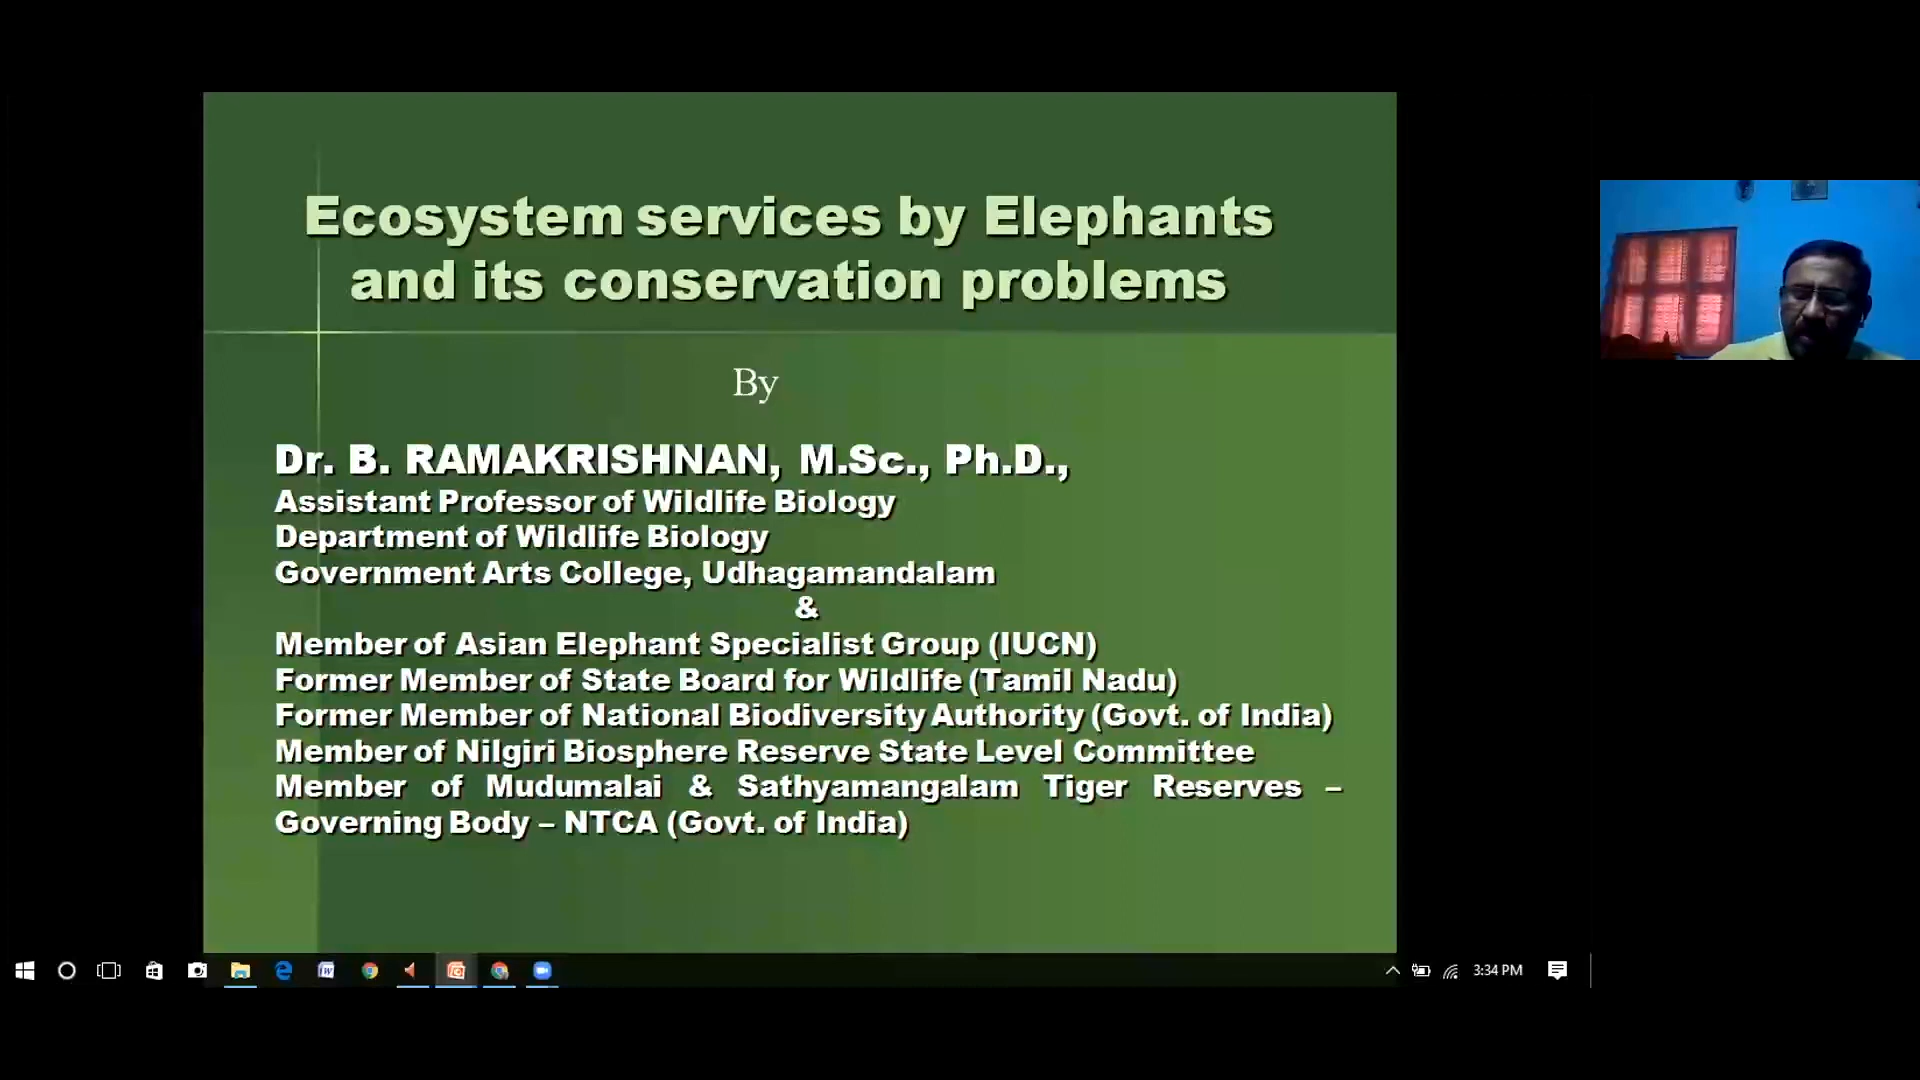 Ecosystem services by Elephants
and its conservation problems
By
Dr. B. RAMAKRISHNAN, M.Sc., Ph.D.,
Assistant Professor of Wildlife Biology
Department of Wildlife Biology
Government Arts College, Udhagamandalam
&
Member of Asian Elephant Specialist Group (IUCN)
Former Member of State Board for Wildlife (Tamil Nadu)
Former Member of National Biodiversity Authority (Govt. of India)
Member of Nilgiri Biosphere Reserve State Level Committee
Member of Mudumalai & Sathyamangalam Tiger Reserves –
Governing Body – NTCA (Govt. of India)
3:34 PM